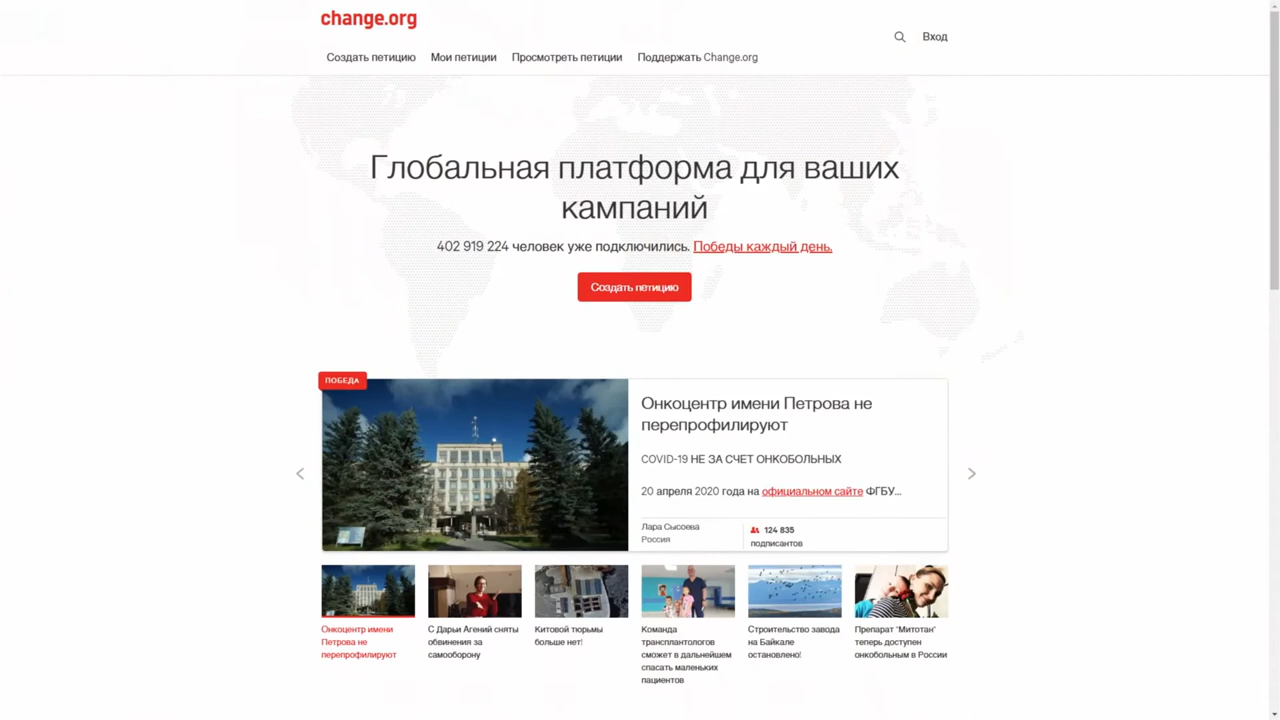 change.org
Вход
Создать петицию
Мои петиции
Просмотреть петиции
Поддержать Change.org
Глобальная платформа для ваших
кампаний
402 919 224 человек уже подключились. Победы каждый день.
Создать петицию
ПОБЕДА
Онкоцентр имени Петрова не
перепрофилируют
COVID-19 НЕ ЗА СЧЕТ ОНКОБОЛЬНЫХ
20 апреля 2020 года на официальном сайте ФГБУ...
Лара Сысоева
Россия
124 835
подписантов
Онкоцентр имени
Петрова не
перепрофилируют
С Дарьи Агений сняты
обвинения за
самооборону
Китовой тюрьмы
больше нет!
Команда
трансплантологов
сможет в дальнейшем
спасать маленьких
пациентов
Строительство завода
на Байкале
остановлено!
Препарат "Митотан"
теперь доступен
онкобольным в России